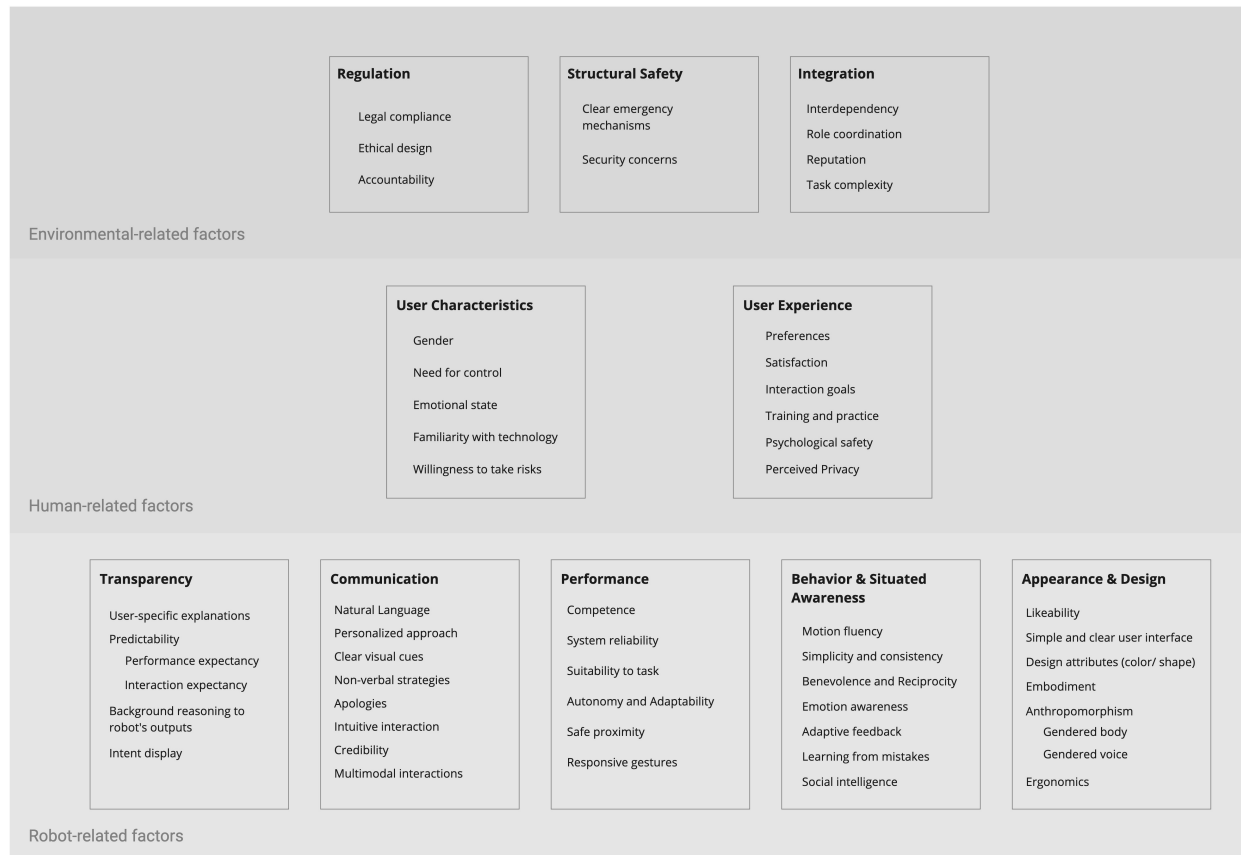 Regulation
Legal compliance
Ethical design
Accountability
Structural Safety
Clear emergency
mechanisms
Security concerns
Integration
Interdependency
Role coordination
Reputation
Task complexity
Environmental-related factors
User Characteristics
Gender
Need for control
Emotional state
Familiarity with technology
Willingness to take risks
User Experience
Preferences
Satisfaction
Interaction goals
Training and practice
Psychological safety
Perceived Privacy
Human-related factors
Transparency
User-specific explanations
Predictability
Performance expectancy
Interaction expectancy
Background reasoning to
robot's outputs
Intent display
Communication
Natural Language
Personalized approach
Clear visual cues
Non-verbal strategies
Apologies
Intuitive interaction
Credibility
Multimodal interactions
Performance
Competence
System reliability
Suitability to task
Autonomy and Adaptability
Safe proximity
Responsive gestures
Behavior & Situated
Awareness
Motion fluency
Simplicity and consistency
Benevolence and Reciprocity
Emotion awareness
Adaptive feedback
Learning from mistakes
Social intelligence
Appearance & Design
Likeability
Simple and clear user interface
Design attributes (color/ shape)
Embodiment
Anthropomorphism
Gendered body
Gendered voice
Ergonomics
Robot-related factors